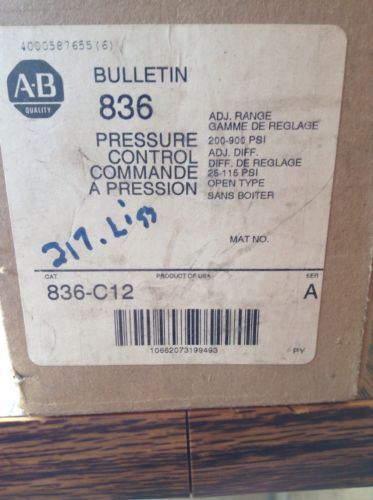 4000587655(6)
A-B
QUALITY
BULLETIN
836
PRESSURE
CONTROL
COMMANDE
A PRESSION
ADJ. RANGE
GAMME DE REGLAGE
200-900 PSI
ADJ. DIFF.
DIFF. DE REGLAGE
25-115 PSI
OPEN TYPE
SANS BOITER
MAT NO.
CAT.
PRODUCT OF USA
SER
836-C12
A
10662073199493
PY